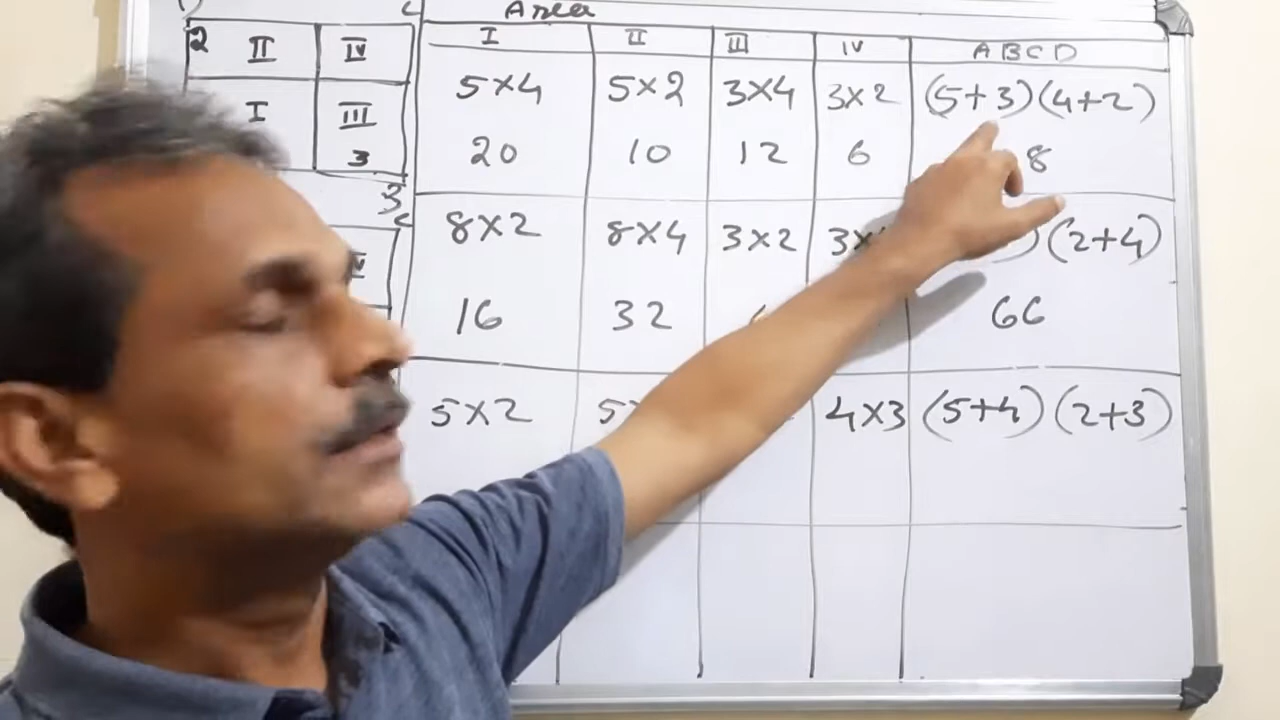 Area
I II III IV ABCD
2 II IV
I III
3
5×4 5×2 3×4 3×2 (5+3)(4+2)
20 10 12 6 8
3
8×2 8×4 3×2 3× (2+4)
16 32 66
5×2 5 4×3 (5+4)(2+3)